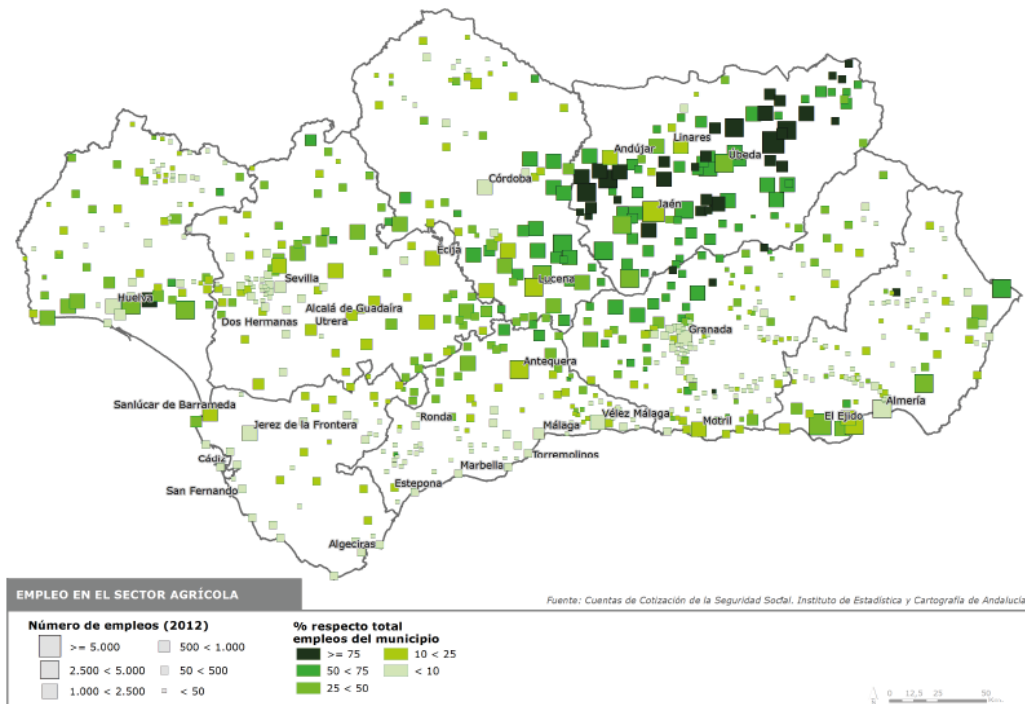 Linares
Andújar
Úbeda
Córdoba
Jaén
Écija
Sevilla
Lucena
Huelva
Alcalá de Guadaíra
Dos Hermanas
Utrera
Granada
Antequera
Sanlúcar de Barrameda
Almería
Ronda
Vélez Málaga
El Ejido
Jerez de la Frontera
Málaga
Motril
Torremolinos
Cádiz
Marbella
San Fernando
Estepona
Algeciras
EMPLEO EN EL SECTOR AGRÍCOLA
Fuente: Cuentas de Cotización de la Seguridad Social. Instituto de Estadística y Cartografía de Andalucía
Número de empleos (2012)
>= 5.000
500 < 1.000
2.500 < 5.000
50 < 500
1.000 < 2.500
< 50
% respecto total
empleos del municipio
>= 75
10 < 25
50 < 75
< 10
25 < 50
0 12,5 25 50